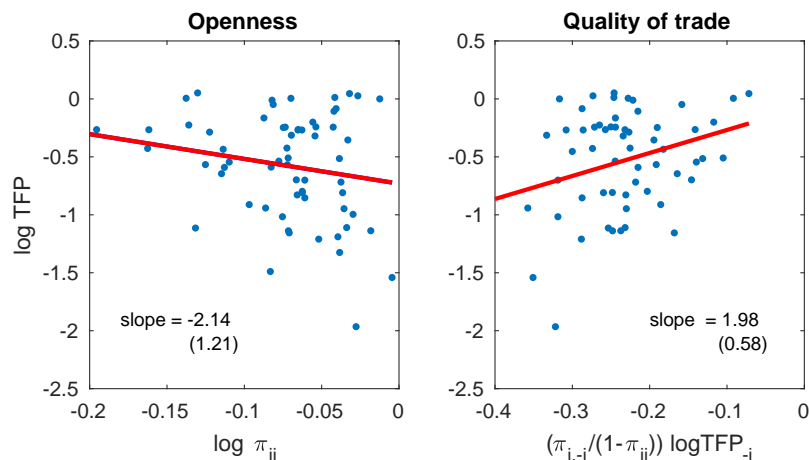 Openness
log TFP
0.5
0
-0.5
-1
-1.5
-2
-2.5
slope = -2.14
(1.21)
-0.2 -0.15 -0.1 -0.05 0
log π_ii
Quality of trade
0.5
0
-0.5
-1
-1.5
-2
-2.5
slope = 1.98
(0.58)
-0.4 -0.3 -0.2 -0.1 0
(π_i,-i/(1-π_ii)) logTFP_-i